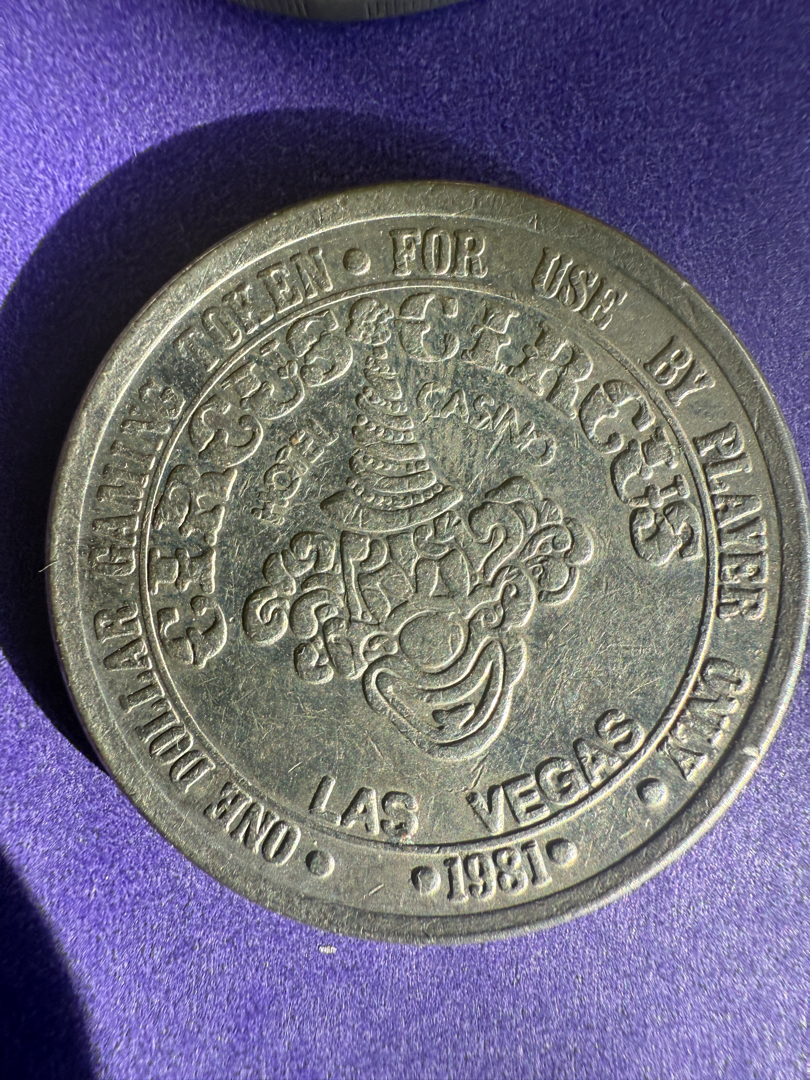 • ONE DOLLAR GAMING TOKEN • FOR USE BY PLAYER ONLY •
CIRCUS CIRCUS
HOTEL CASINO
LAS VEGAS
•1981•